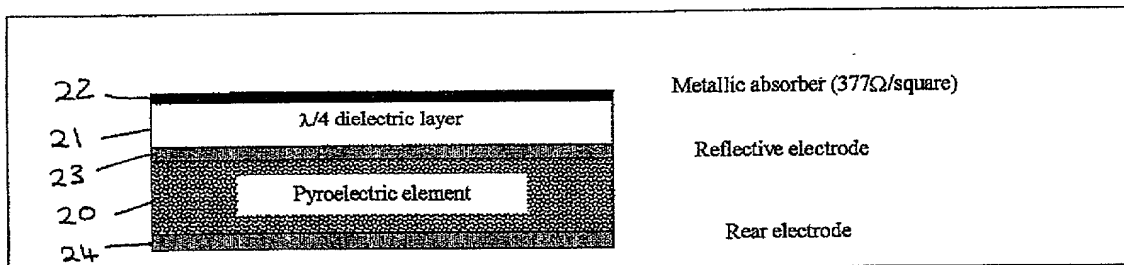 22
Metallic absorber (377Ω/square)
λ/4 dielectric layer
21
Reflective electrode
23
Pyroelectric element
20
Rear electrode
24